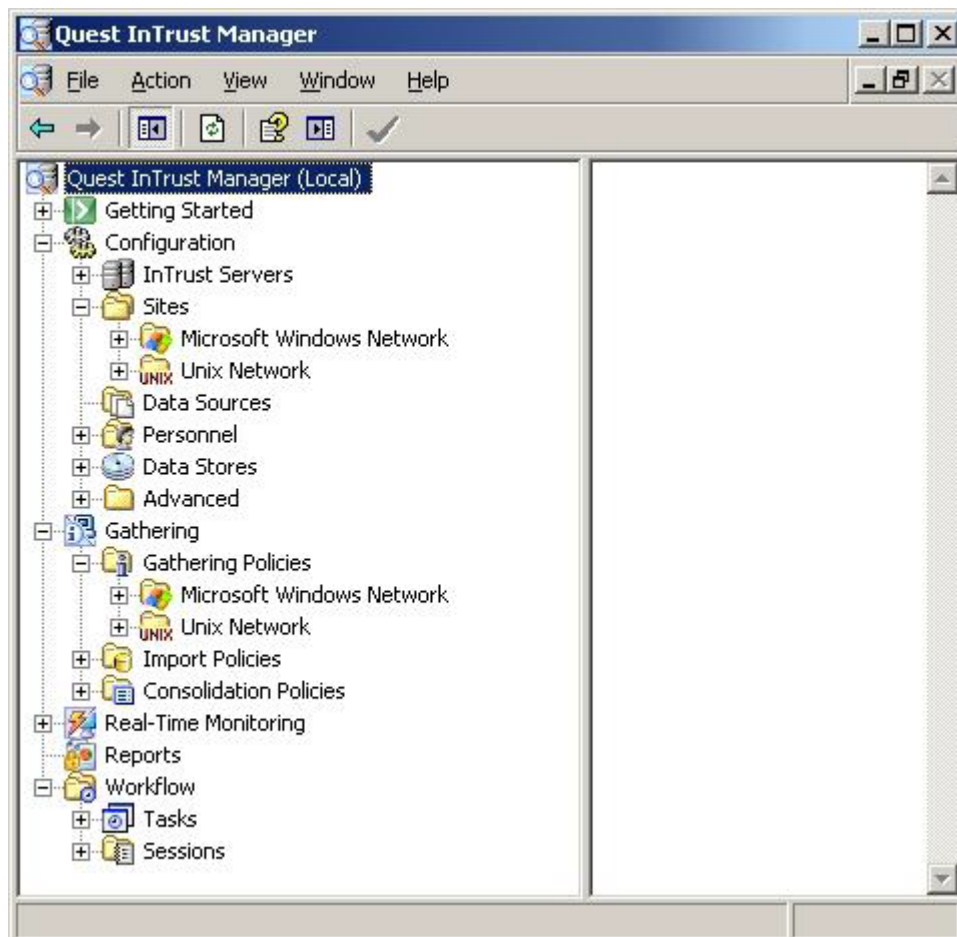 Quest InTrust Manager
File Action View Window Help
Quest InTrust Manager (Local)
Getting Started
Configuration
InTrust Servers
Sites
Microsoft Windows Network
UNIX Unix Network
Data Sources
Personnel
Data Stores
Advanced
Gathering
Gathering Policies
Microsoft Windows Network
UNIX Unix Network
Import Policies
Consolidation Policies
Real-Time Monitoring
Reports
Workflow
Tasks
Sessions